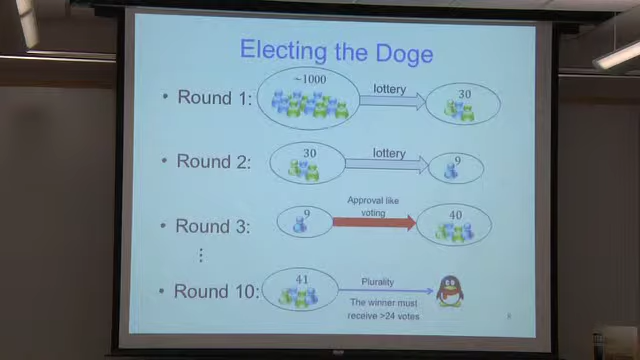 Electing the Doge
• Round 1: ~1000 lottery 30
• Round 2: 30 lottery 9
• Round 3: 9 Approval like voting 40
⋮
• Round 10: 41 Plurality
The winner must
receive >24 votes
8